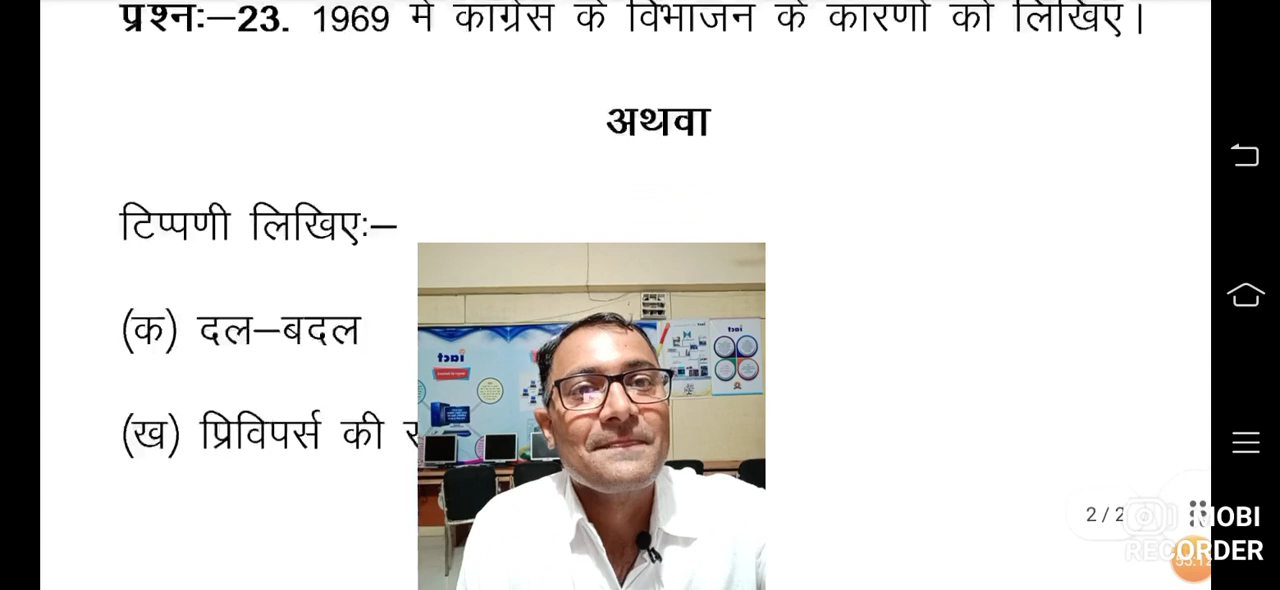 प्रश्नः–23. 1969 में कांग्रेस के विभाजन के कारणों को लिखिए।
अथवा
टिप्पणी लिखिएः–
(क) दल–बदल
(ख) प्रिविपर्स की
2 / 2
MOBI
RECORDER